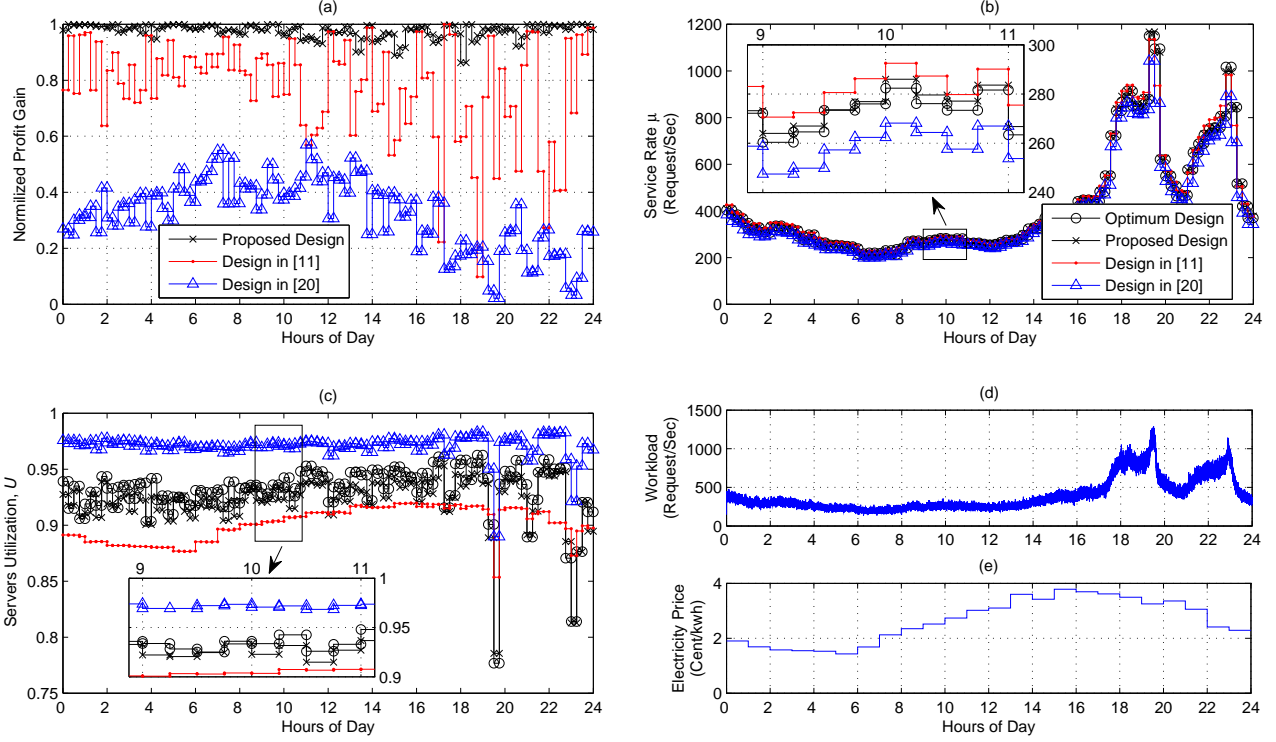 (a)
Normalized Profit Gain
1
0.8
0.6
0.4
0.2
0
0 2 4 6 8 10 12 14 16 18 20 22 24
Hours of Day
Proposed Design
Design in [11]
Design in [20]
(b)
Service Rate μ
(Request/Sec)
1200
1000
800
600
400
200
0
9 10 11
300
280
260
240
0 2 4 6 8 10 12 14 16 18 20 22 24
Hours of Day
Optimum Design
Proposed Design
Design in [11]
Design in [20]
(c)
Servers Utilization, U
1
0.95
0.9
0.85
0.8
0.75
9 10 11
1
0.95
0.9
0 2 4 6 8 10 12 14 16 18 20 22 24
Hours of Day
(d)
Workload
(Request/Sec)
1500
1000
500
0
0 2 4 6 8 10 12 14 16 18 20 22 24
(e)
Electricity Price
(Cent/kwh)
4
2
0
0 2 4 6 8 10 12 14 16 18 20 22 24
Hours of Day